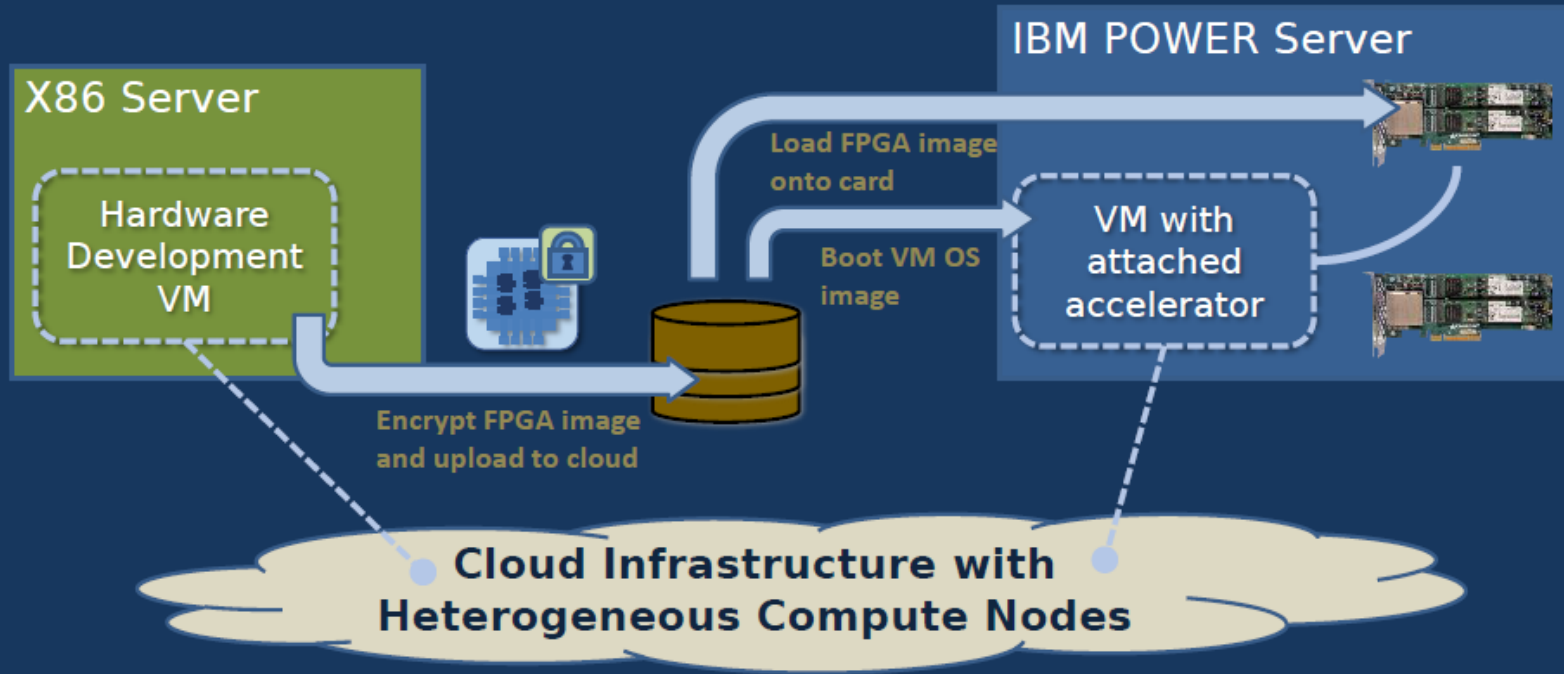 X86 Server
Hardware
Development
VM
Encrypt FPGA image
and upload to cloud
IBM POWER Server
Load FPGA image
onto card
Boot VM OS
image
VM with
attached
accelerator
Cloud Infrastructure with
Heterogeneous Compute Nodes